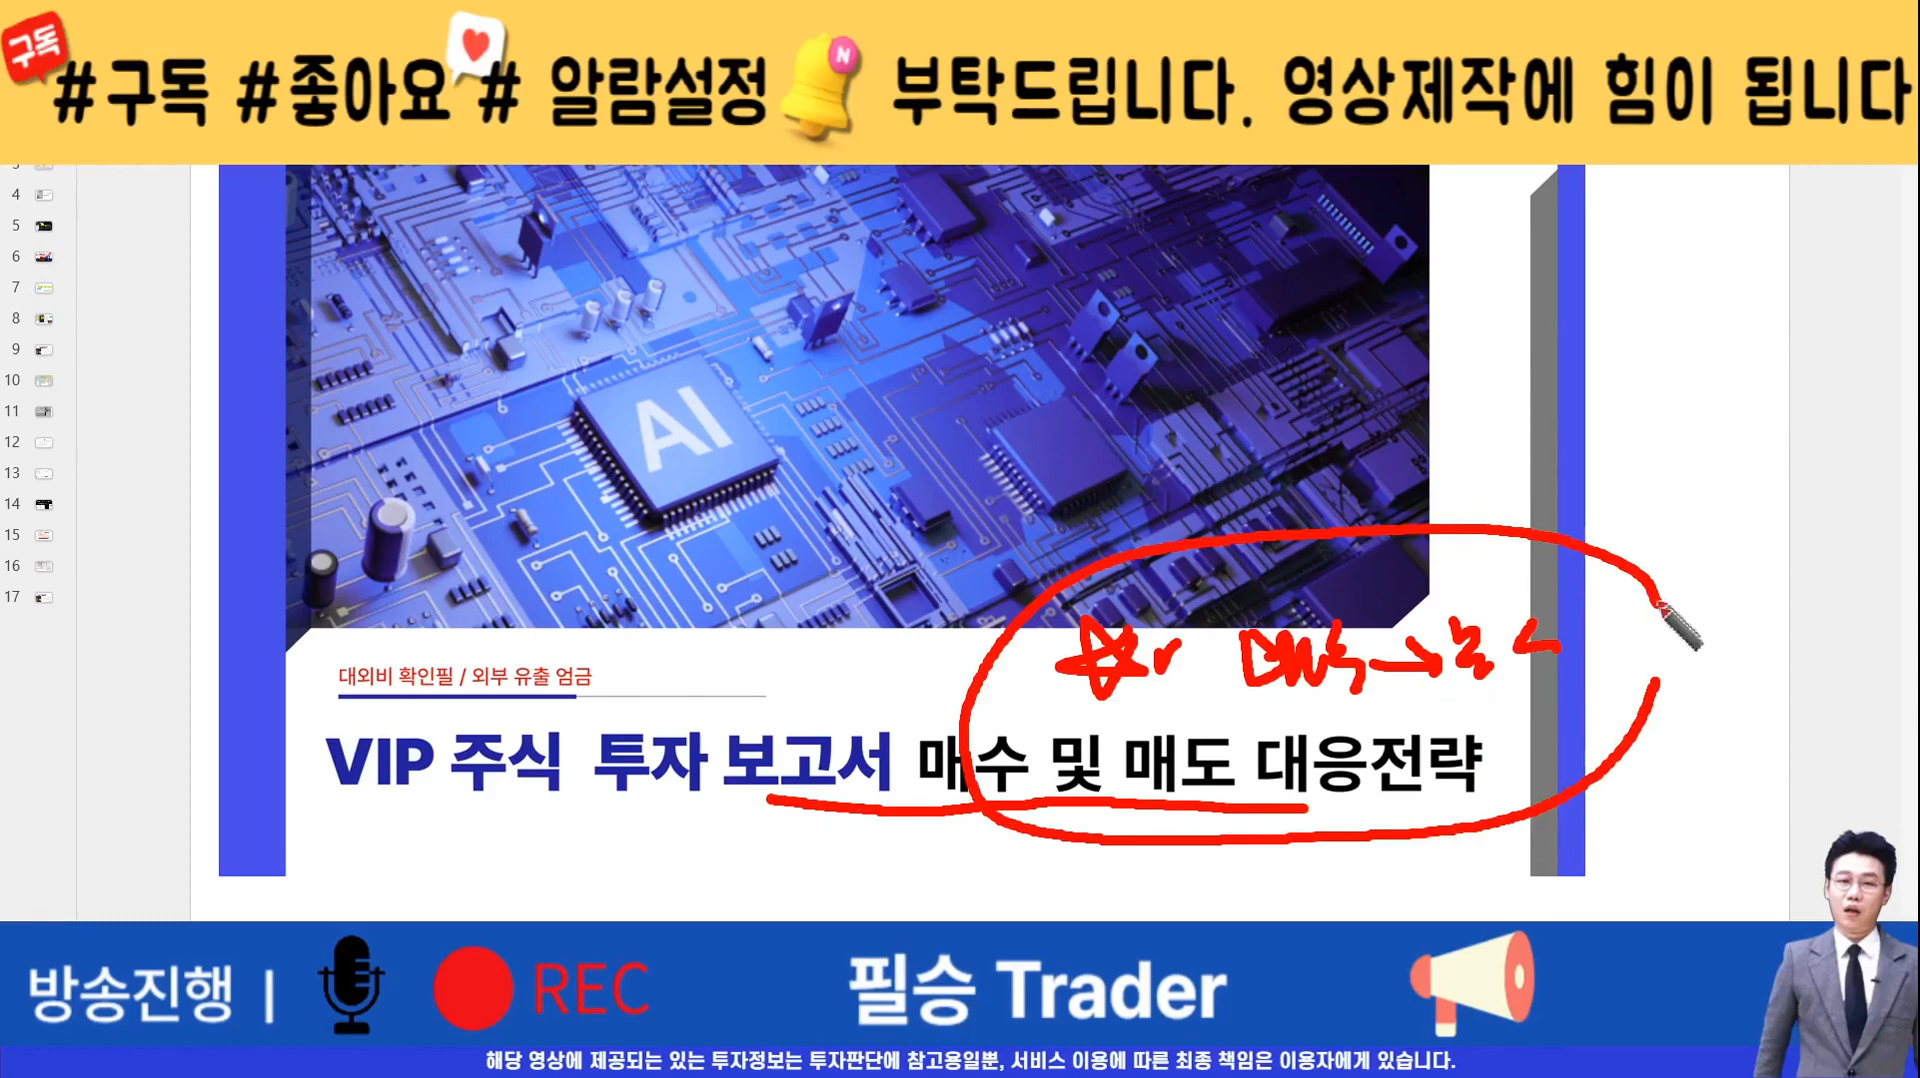 구독
#구독 #좋아요 # 알람설정 N 부탁드립니다. 영상제작에 힘이 됩니다
3
4
5
6
7
8
9
10
11
12
13
14
15
16
17
AI
대외비 확인필 / 외부 유출 엄금
VIP 주식 투자 보고서 매수 및 매도 대응전략
방송진행 | REC 필승 Trader
해당 영상에 제공되는 있는 투자정보는 투자판단에 참고용일뿐, 서비스 이용에 따른 최종 책임은 이용자에게 있습니다.